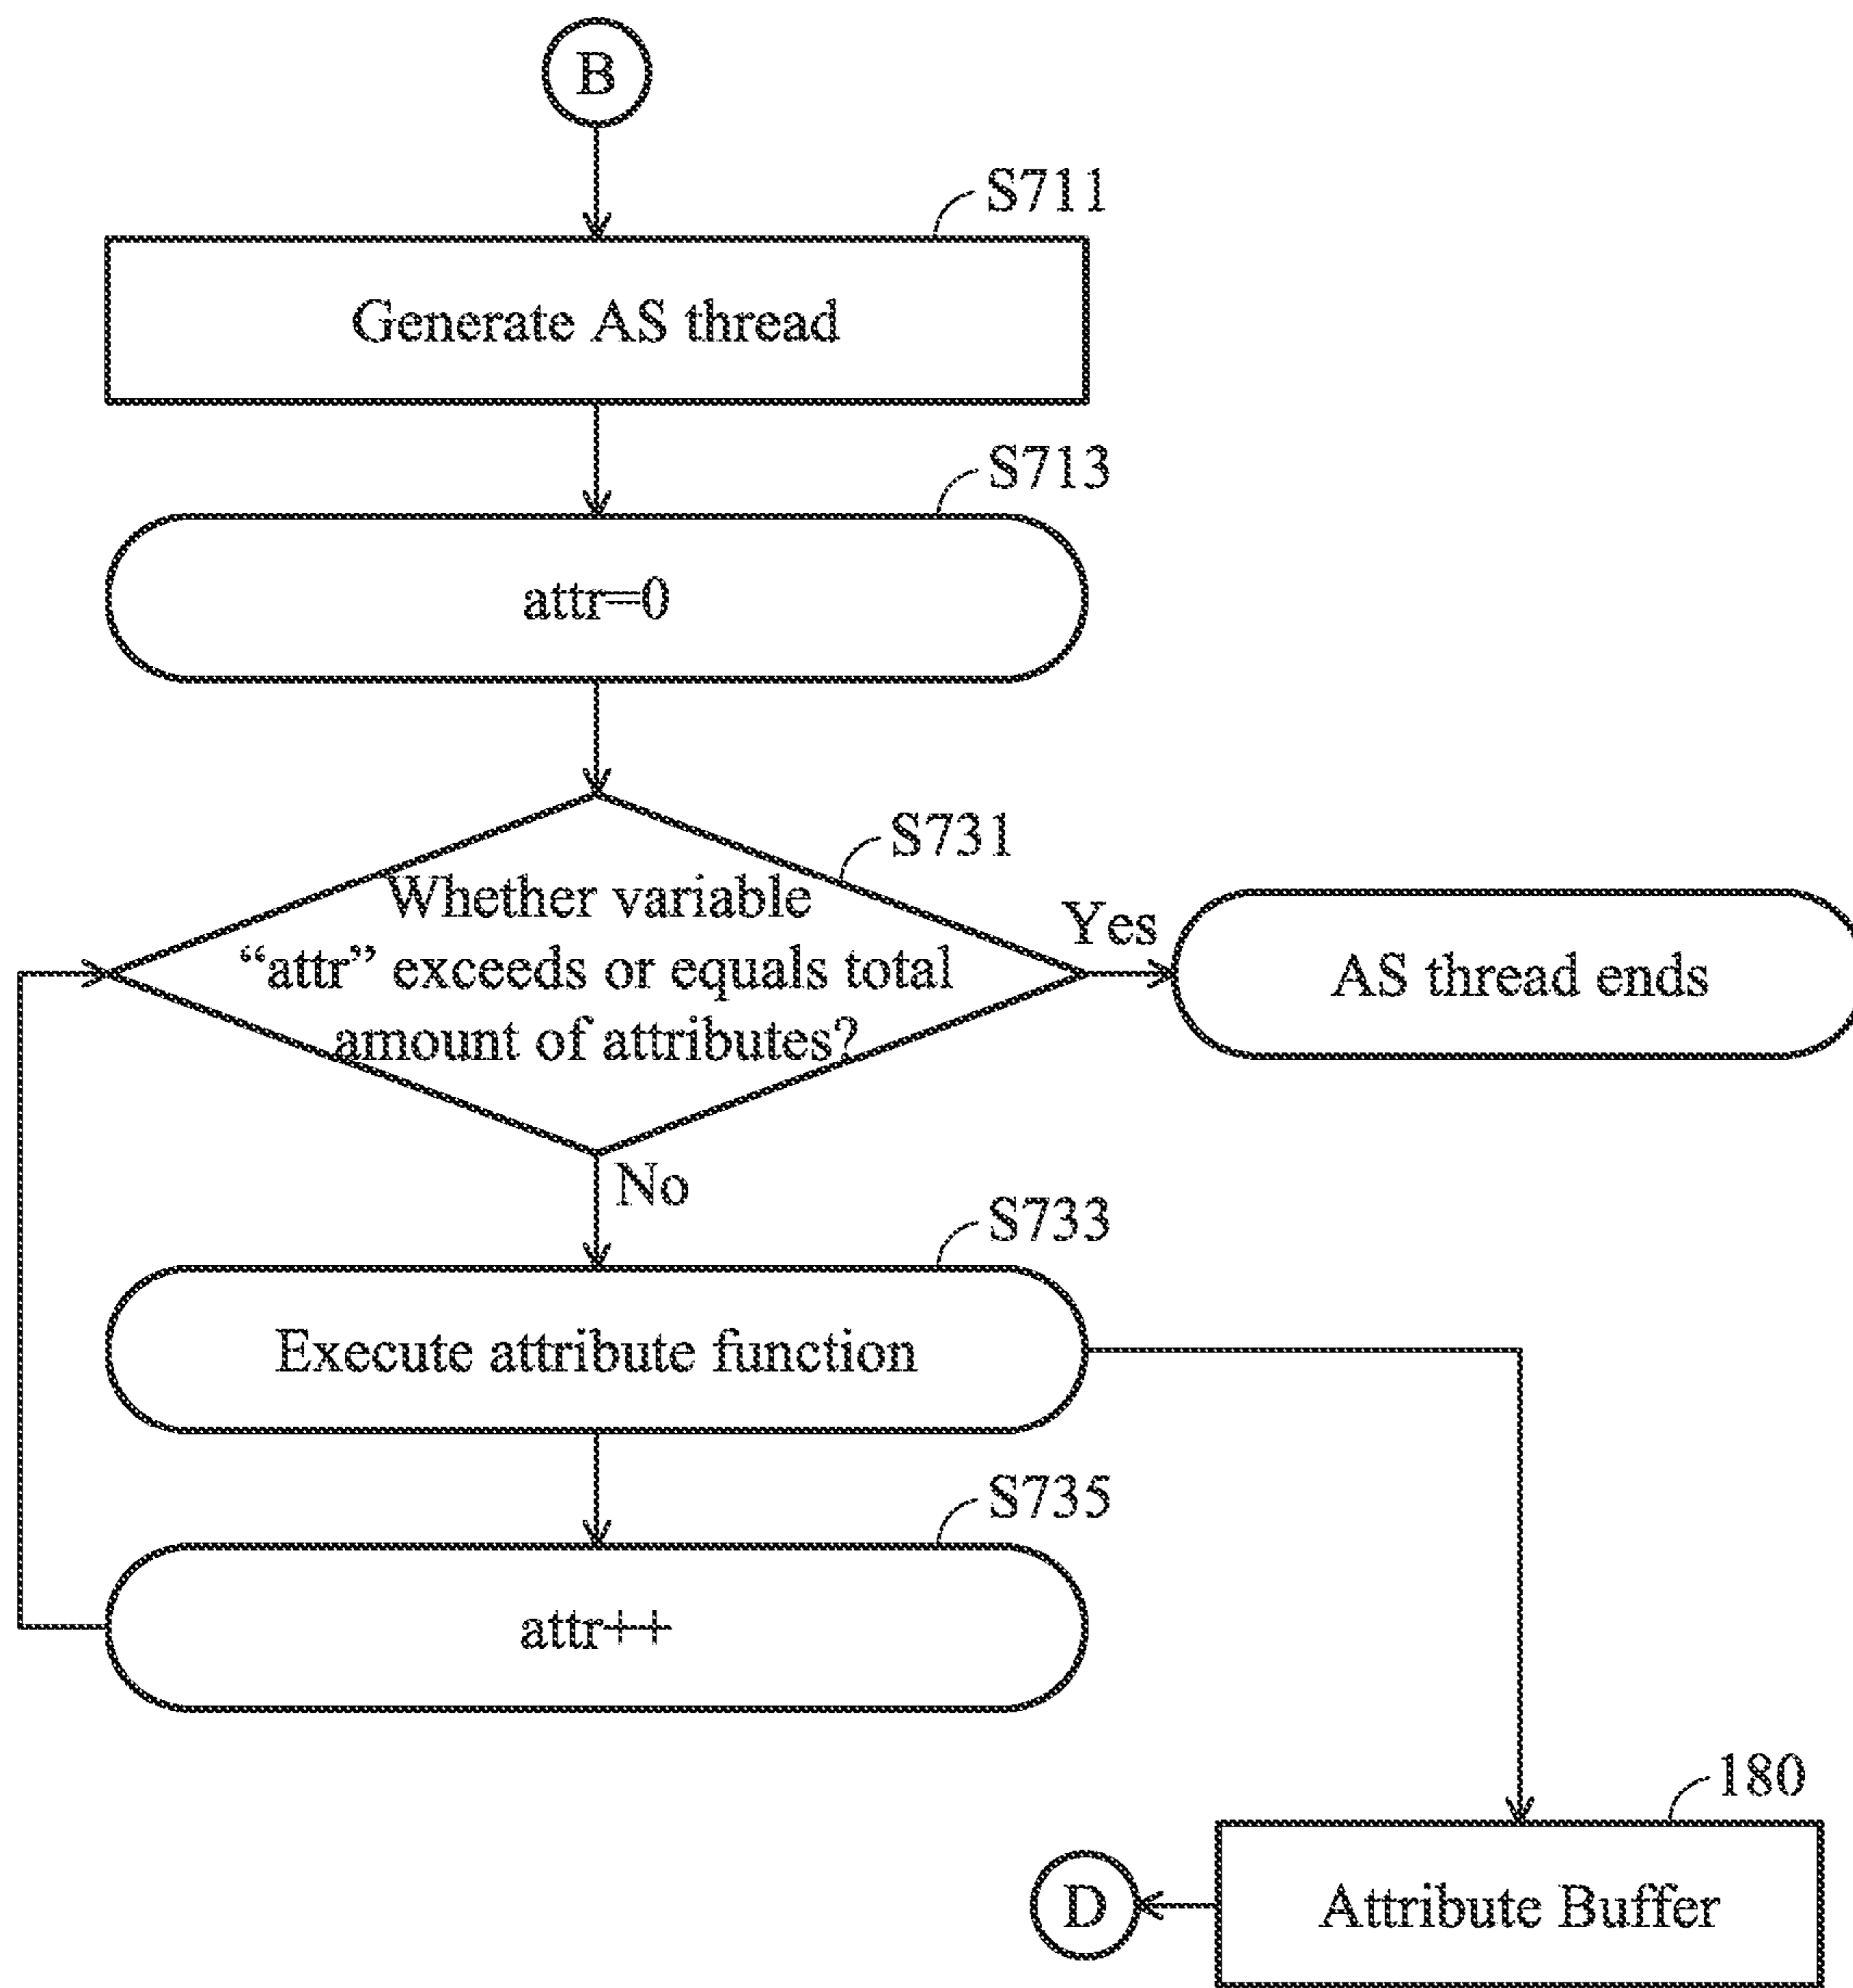 B
S711
Generate AS thread
S713
attr=0
S731
Whether variable
“attr” exceeds or equals total
amount of attributes?
Yes
AS thread ends
No
S733
Execute attribute function
S735
attr++
180
D
Attribute Buffer